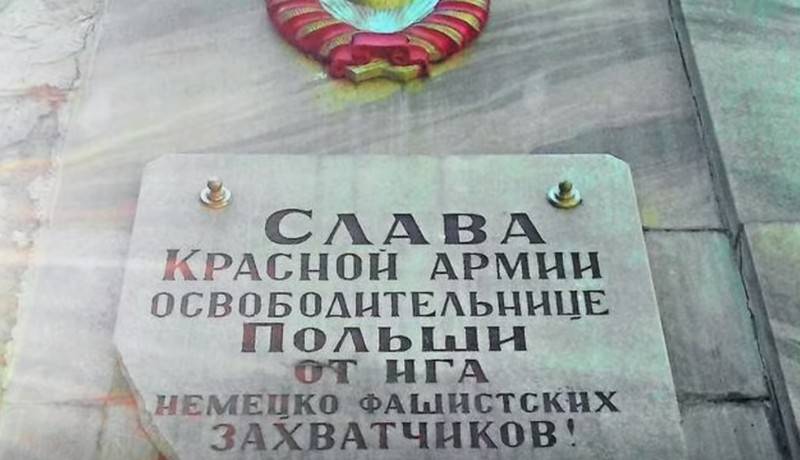 СЛАВА
КРАСНОЙ АРМИИ
ОСВОБОДИТЕЛЬНИЦЕ
ПОЛЬШИ
ОТ ИГА
НЕМЕЦКО ФАШИСТСКИХ
ЗАХВАТЧИКОВ!